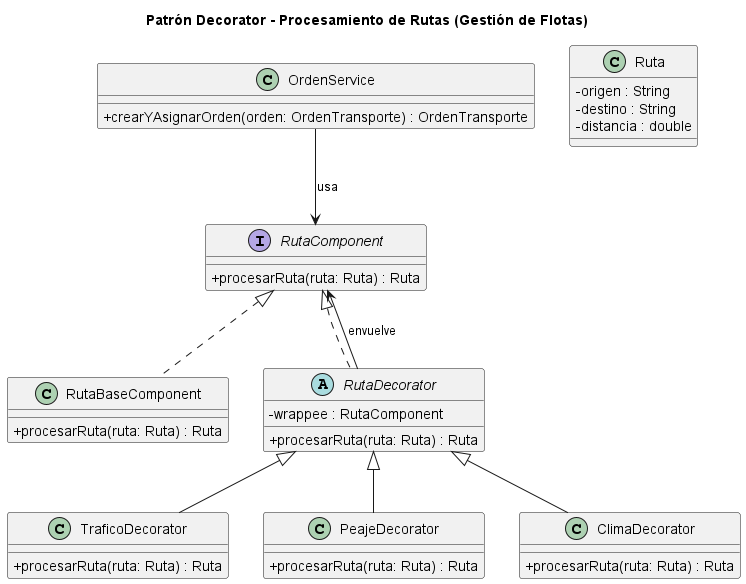 Patrón Decorator - Procesamiento de Rutas (Gestión de Flotas)
C OrdenService
+crearYAsignarOrden(orden: OrdenTransporte) : OrdenTransporte
C Ruta
-origen : String
-destino : String
-distancia : double
usa
I RutaComponent
+procesarRuta(ruta: Ruta) : Ruta
envuelve
C RutaBaseComponent
+procesarRuta(ruta: Ruta) : Ruta
A RutaDecorator
-wrappee : RutaComponent
+procesarRuta(ruta: Ruta) : Ruta
C TraficoDecorator
+procesarRuta(ruta: Ruta) : Ruta
C PeajeDecorator
+procesarRuta(ruta: Ruta) : Ruta
C ClimaDecorator
+procesarRuta(ruta: Ruta) : Ruta